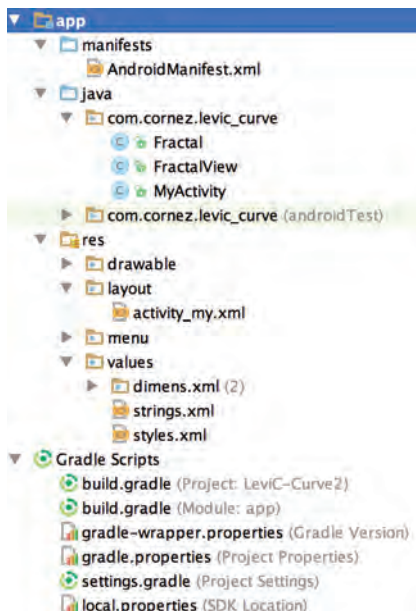 app
manifests
AndroidManifest.xml
java
com.cornez.levic_curve
C Fractal
C FractalView
C MyActivity
com.cornez.levic_curve (androidTest)
res
drawable
layout
activity_my.xml
menu
values
dimens.xml (2)
strings.xml
styles.xml
Gradle Scripts
build.gradle (Project: LeviC-Curve2)
build.gradle (Module: app)
gradle-wrapper.properties (Gradle Version)
gradle.properties (Project Properties)
settings.gradle (Project Settings)
local.properties (SDK Location)